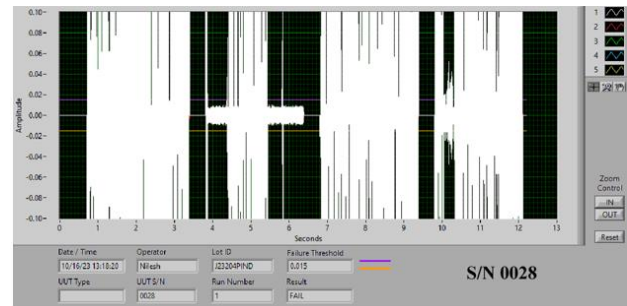 0.10-
0.08-
0.06-
0.04-
0.02-
0.00-
-0.02-
-0.04-
-0.06-
-0.08-
-0.10-
Amplitude
0 1 2 3 4 5 6 7 8 9 10 11 12 13
Seconds
1
2
3
4
5
Zoom
Control
IN
OUT
Reset
Date / Time Operator Lot ID Failure Threshold
10/16/23 13:18:20 Nilesh J23204PIND 0.015
UUT Type UUT S/N Run Number Result
0028 1 FAIL
S/N 0028